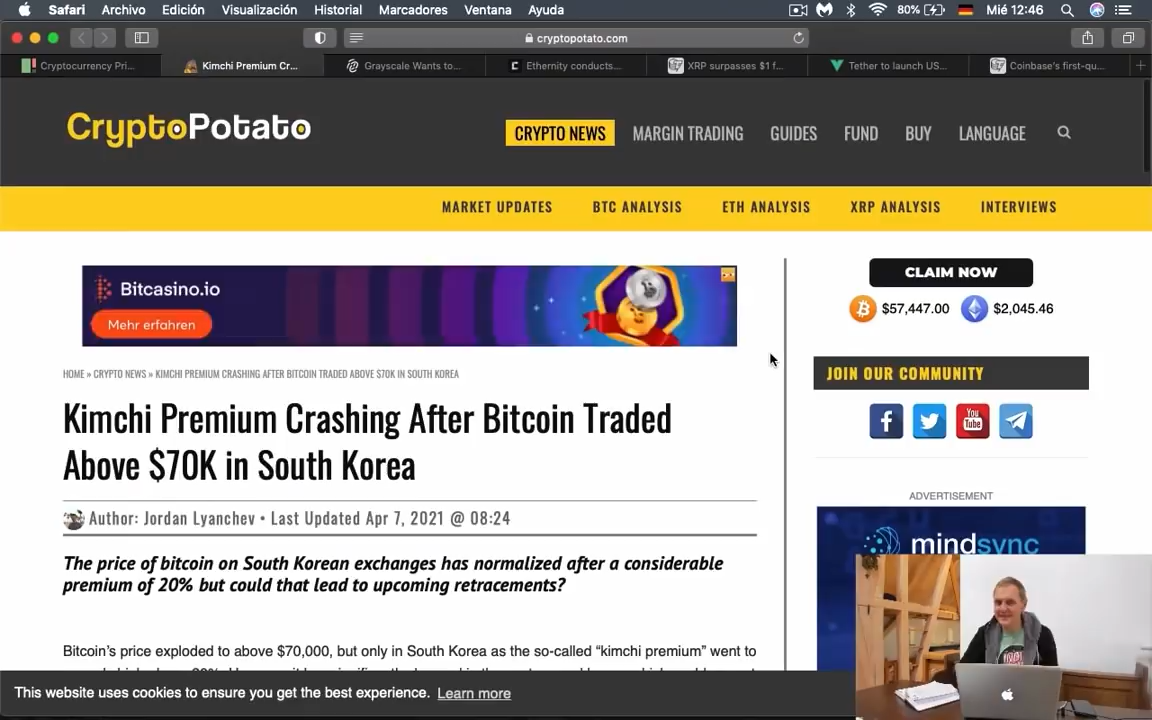 Safari Archivo Edición Visualización Historial Marcadores Ventana Ayuda 80% Mié 12:46
cryptopotato.com
Cryptocurrency Pri... Kimchi Premium Cr... Grayscale Wants to... Ethernity conducts... XRP surpasses $1 f... Tether to launch US... Coinbase's first-qu...
CryptoPotato
CRYPTO NEWS MARGIN TRADING GUIDES FUND BUY LANGUAGE
MARKET UPDATES BTC ANALYSIS ETH ANALYSIS XRP ANALYSIS INTERVIEWS
Bitcasino.io
Mehr erfahren
CLAIM NOW
$57,447.00 $2,045.46
HOME » CRYPTO NEWS » KIMCHI PREMIUM CRASHING AFTER BITCOIN TRADED ABOVE $70K IN SOUTH KOREA
JOIN OUR COMMUNITY
You
Tube
Kimchi Premium Crashing After Bitcoin Traded
Above $70K in South Korea
ADVERTISEMENT
Author: Jordan Lyanchev • Last Updated Apr 7, 2021 @ 08:24
mindsync
The price of bitcoin on South Korean exchanges has normalized after a considerable
premium of 20% but could that lead to upcoming retracements?
Bitcoin’s price exploded to above $70,000, but only in South Korea as the so-called “kimchi premium” went to
This website uses cookies to ensure you get the best experience. Learn more